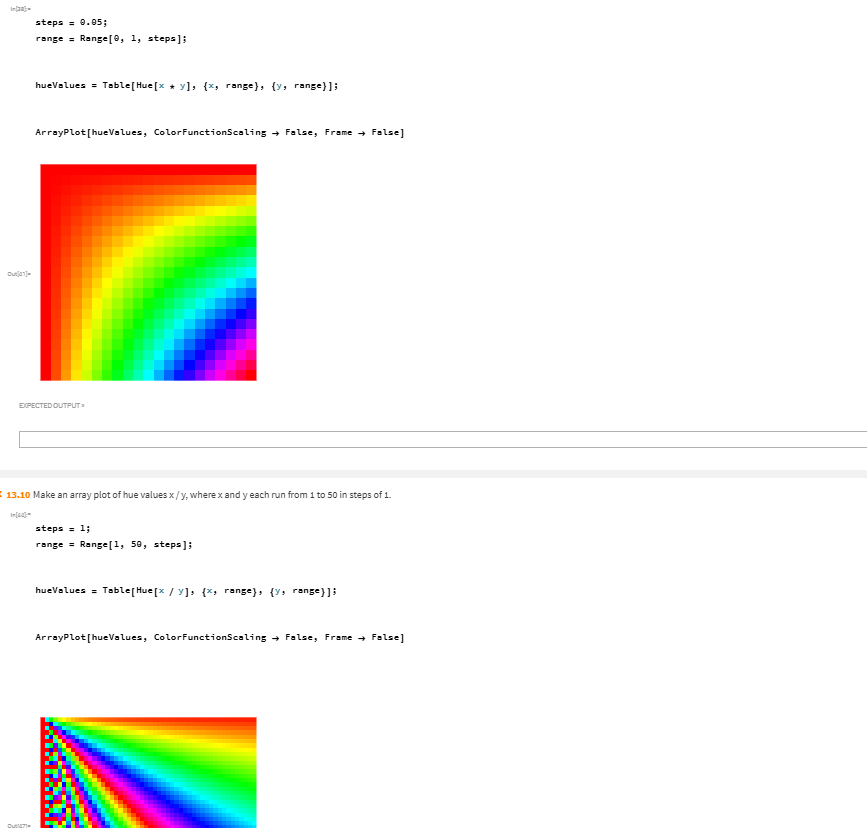 In[38]:=
steps = 0.05;
range = Range[0, 1, steps];
hueValues = Table[Hue[x * y], {x, range}, {y, range}];
ArrayPlot[hueValues, ColorFunctionScaling → False, Frame → False]
Out[41]=
EXPECTED OUTPUT »
13.10 Make an array plot of hue values x / y, where x and y each run from 1 to 50 in steps of 1.
In[44]:=
steps = 1;
range = Range[1, 50, steps];
hueValues = Table[Hue[x / y], {x, range}, {y, range}];
ArrayPlot[hueValues, ColorFunctionScaling → False, Frame → False]
Out[47]=